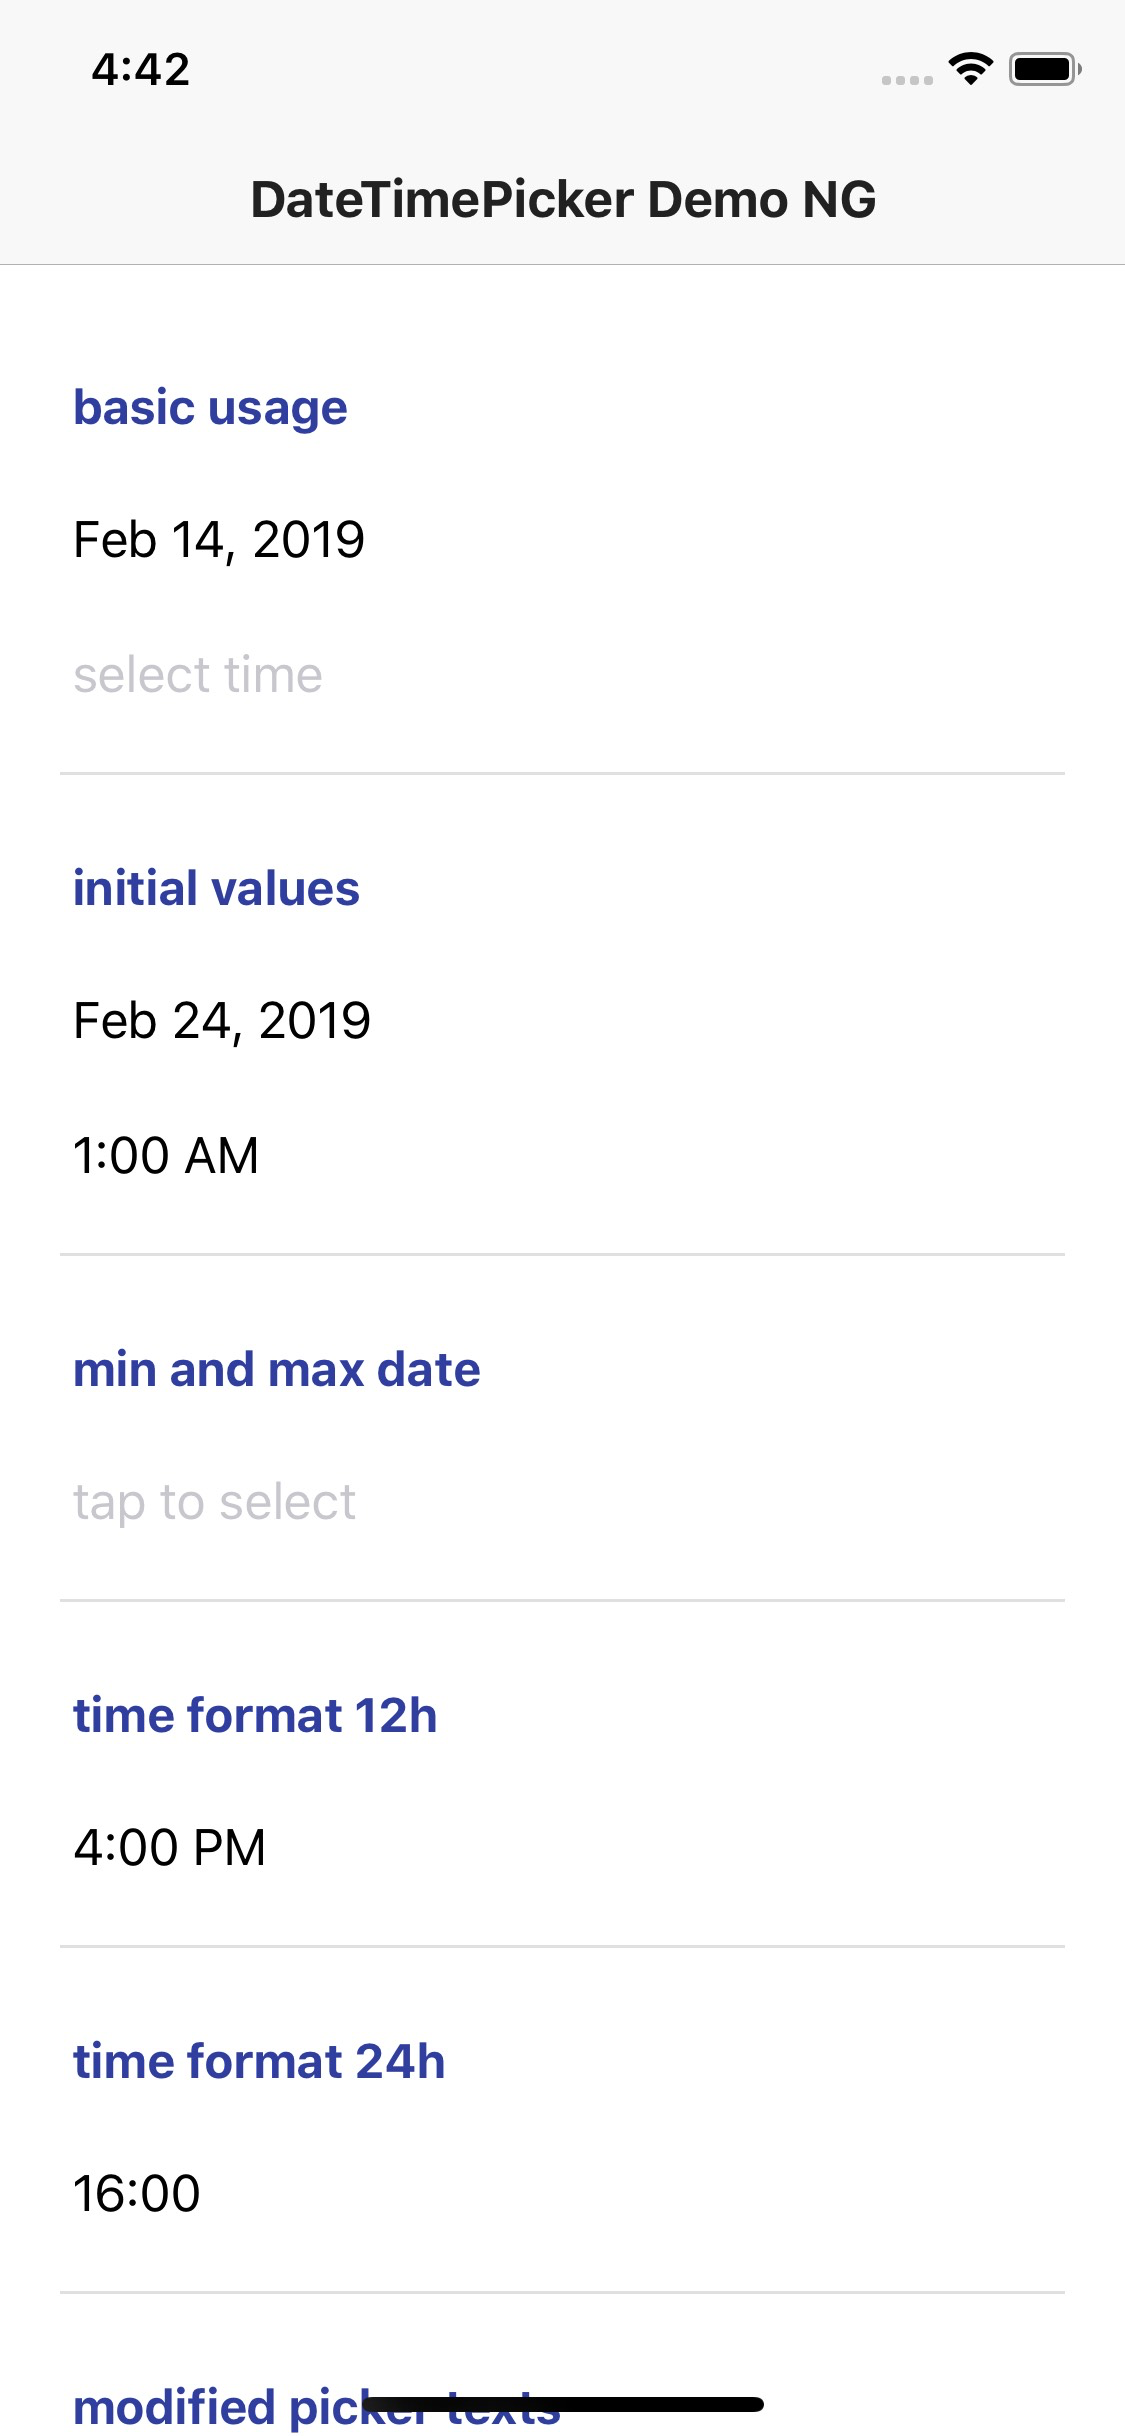 4:42
DateTimePicker Demo NG
basic usage
Feb 14, 2019
select time
initial values
Feb 24, 2019
1:00 AM
min and max date
tap to select
time format 12h
4:00 PM
time format 24h
16:00
modified picker texts